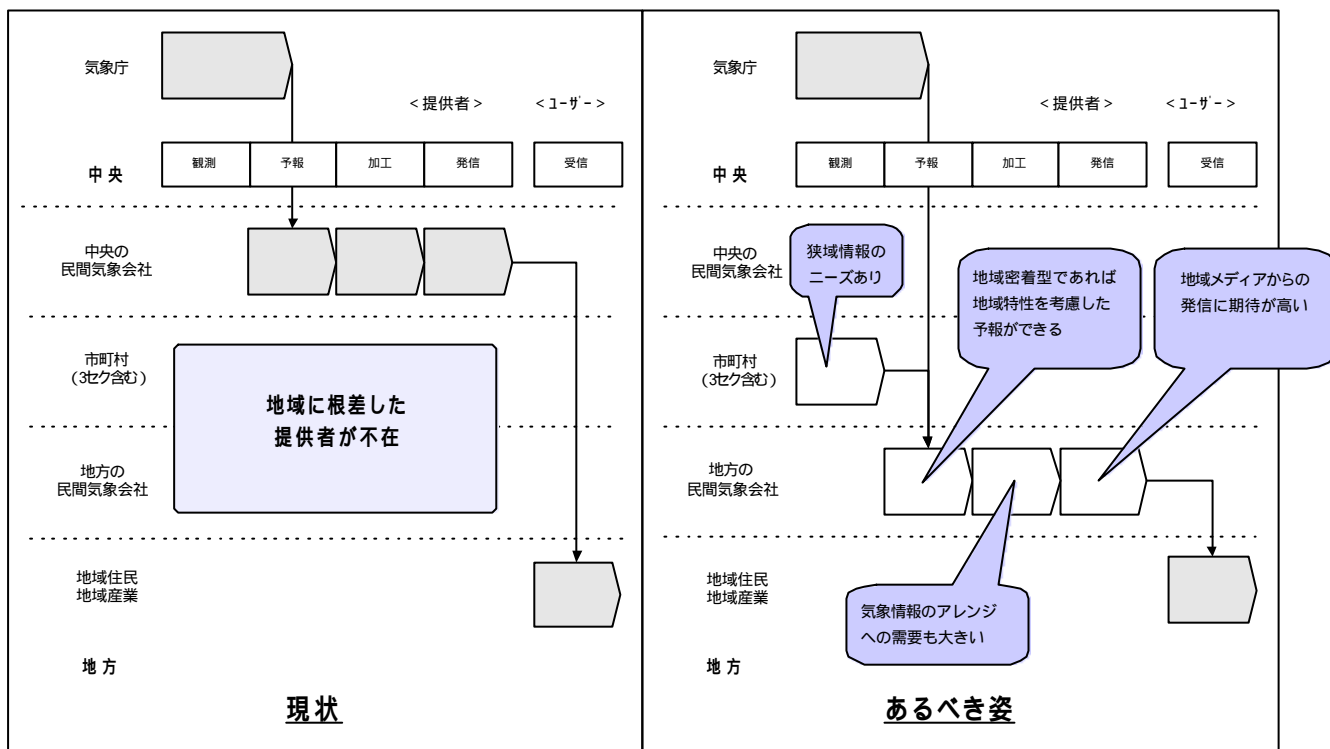 気象庁
<提供者>
<ユーザー>
中央
観測 予報 加工 発信 受信
中央の
民間気象会社
市町村
(3セク含む)
地域に根差した
提供者が不在
地方の
民間気象会社
地域住民
地域産業
地方
現状
気象庁
<提供者>
<ユーザー>
中央
観測 予報 加工 発信 受信
中央の
民間気象会社
狭域情報の
ニーズあり
地域密着型であれば
地域特性を考慮した
予報ができる
地域メディアからの
発信に期待が高い
市町村
(3セク含む)
地方の
民間気象会社
地域住民
地域産業
気象情報のアレンジ
への需要も大きい
地方
あるべき姿